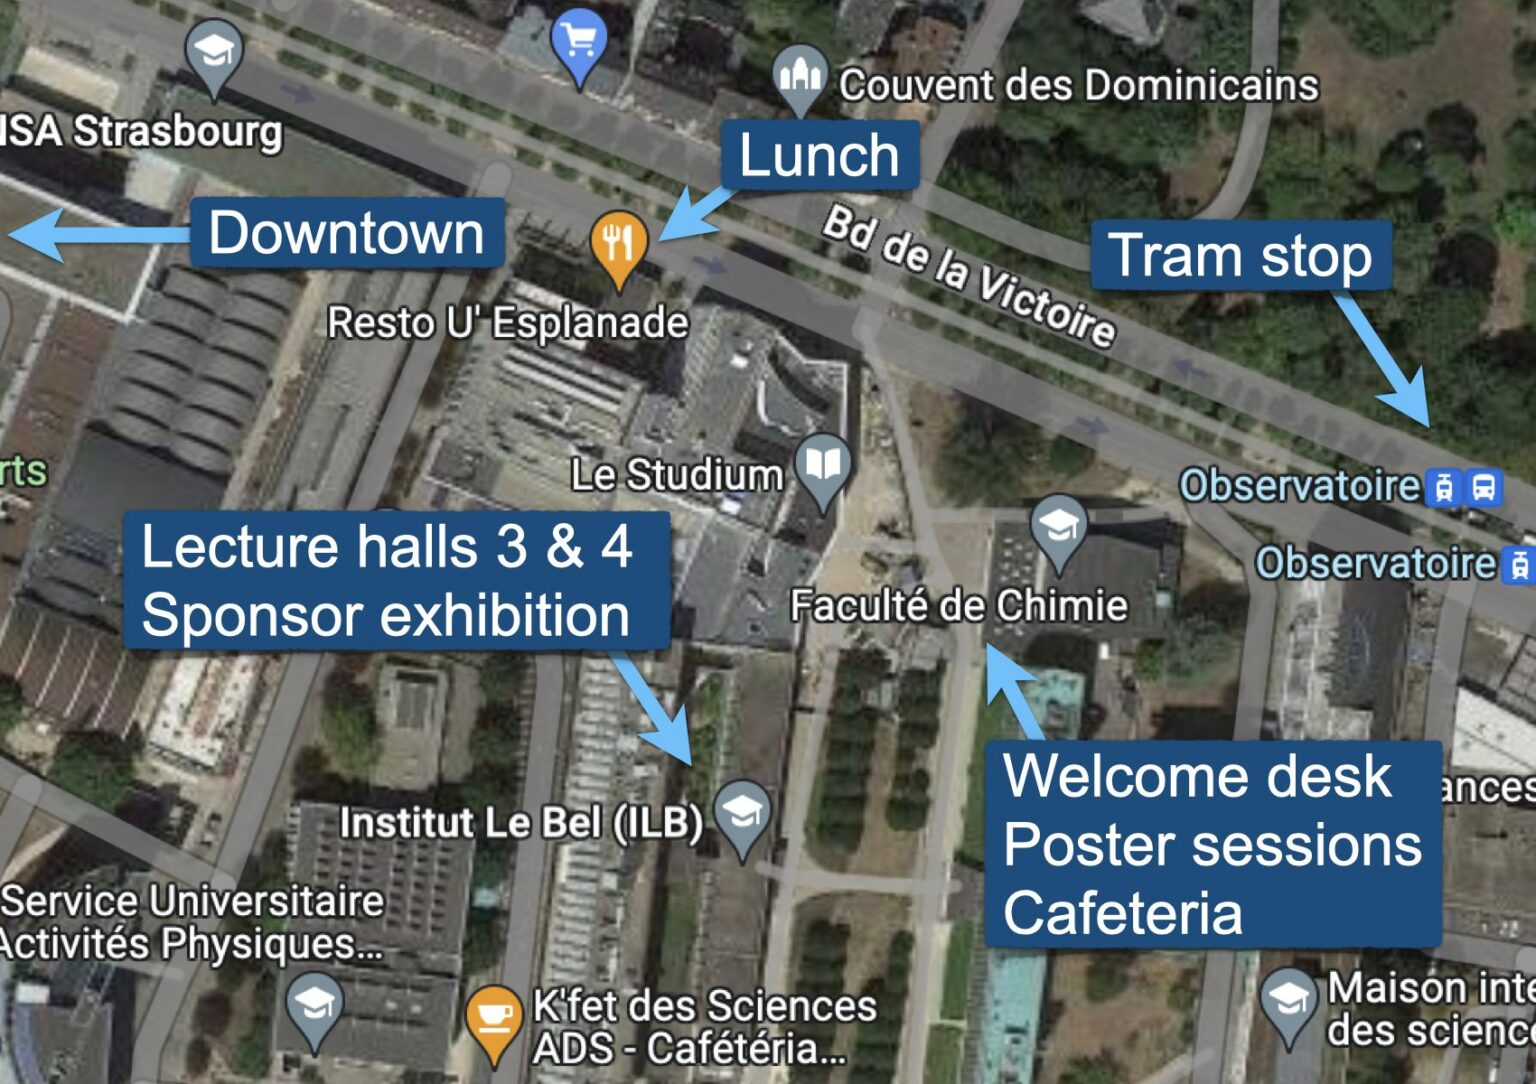 Couvent des Dominicains
NSA Strasbourg
Lunch
Downtown
Bd de la Victoire
Tram stop
Resto U' Esplanade
rts
Le Studium
Observatoire
Lecture halls 3 & 4
Sponsor exhibition
Observatoire
Faculté de Chimie
Welcome desk
Poster sessions
Cafeteria
ances
Institut Le Bel (ILB)
Service Universitaire
Activités Physiques...
K'fet des Sciences
ADS - Cafétéria...
Maison inte
des science